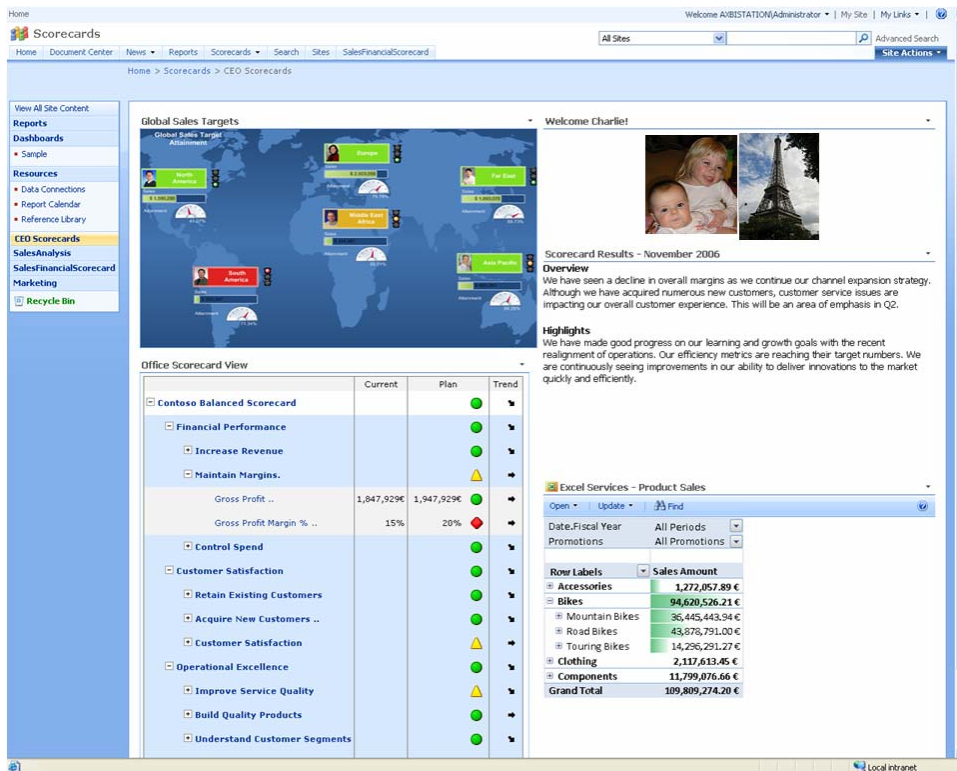 Home
Welcome AXBISTATION\Administrator | My Site | My Links |
Scorecards
All Sites
Advanced Search
Home Document Center News Reports Scorecards Search Sites SalesFinancialScorecard
Site Actions
Home > Scorecards > CEO Scorecards
View All Site Content
Reports
Dashboards
Sample
Resources
Data Connections
Report Calendar
Reference Library
CEO Scorecards
SalesAnalysis
SalesFinancialScorecard
Marketing
Recycle Bin
Global Sales Targets
Global Sales Target
Attainment
Europe
North
America
Far East
Middle East
Africa
Asia Pacific
South
America
Sales
Attainment
Office Scorecard View
Current Plan Trend
Contoso Balanced Scorecard
Financial Performance
Increase Revenue
Maintain Margins.
Gross Profit .. 1,847,929€ 1,947,929€
Gross Profit Margin % .. 15% 20%
Control Spend
Customer Satisfaction
Retain Existing Customers
Acquire New Customers ..
Customer Satisfaction
Operational Excellence
Improve Service Quality
Build Quality Products
Understand Customer Segments
Welcome Charlie!
Scorecard Results - November 2006
Overview
We have seen a decline in overall margins as we continue our channel expansion strategy.
Although we have acquired numerous new customers, customer service issues are
impacting our overall customer experience. This will be an area of emphasis in Q2.
Highlights
We have made good progress on our learning and growth goals with the recent
realignment of operations. Our efficiency metrics are reaching their target numbers. We
are continuously seeing improvements in our ability to deliver innovations to the market
quickly and efficiently.
Excel Services - Product Sales
Open | Update | Find
Date.Fiscal Year All Periods
Promotions All Promotions
Row Labels Sales Amount
Accessories 1,272,057.89 €
Bikes 94,620,526.21 €
Mountain Bikes 36,445,443.94 €
Road Bikes 43,878,791.00 €
Touring Bikes 14,296,291.27 €
Clothing 2,117,613.45 €
Components 11,799,076.66 €
Grand Total 109,809,274.20 €
Local intranet